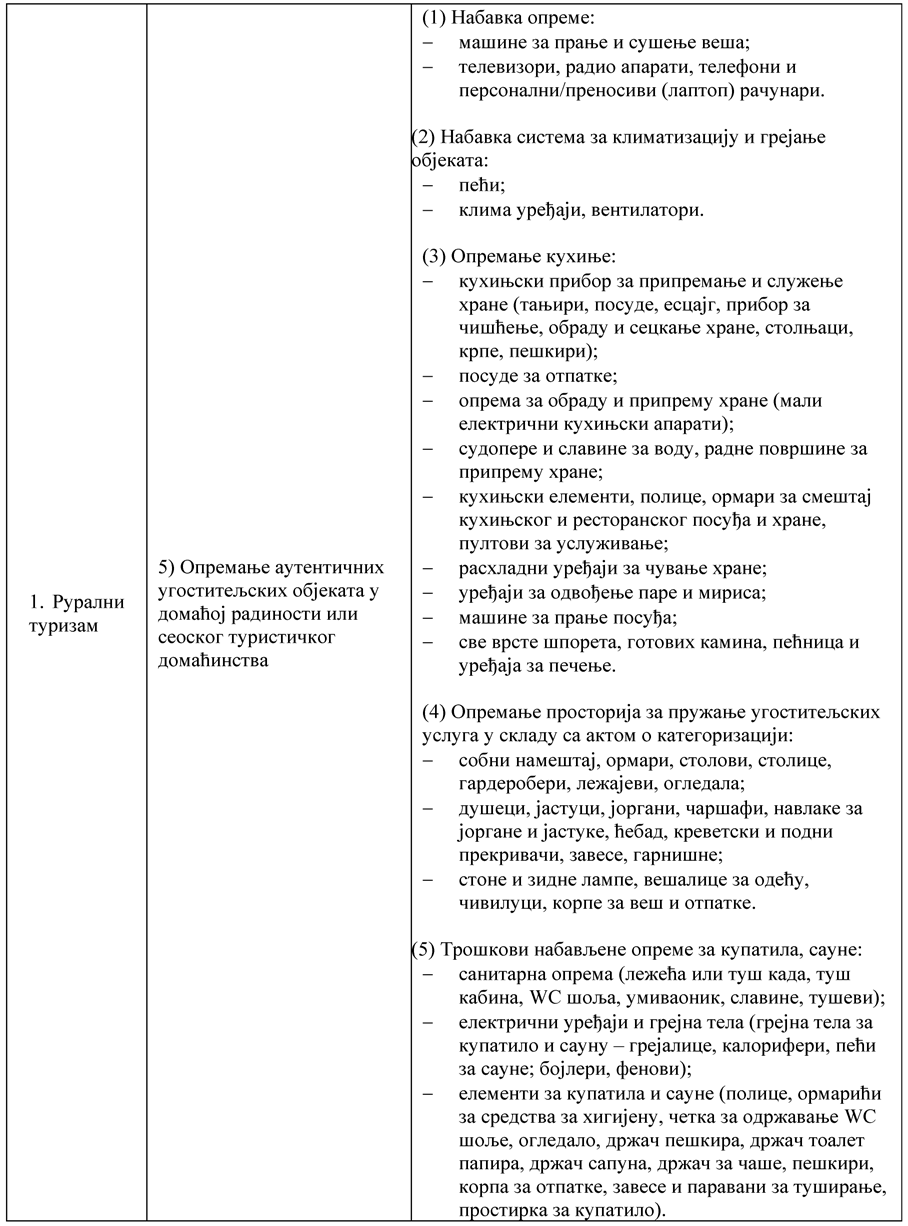 1. Рурални
туризам
5) Опремање аутентичних
угоститељских објеката у
домаћој радиности или
сеоског туристичког
домаћинства
(1) Набавка опреме:
– машине за прање и сушење веша;
– телевизори, радио апарати, телефони и
персонални/преносиви (лаптоп) рачунари.
(2) Набавка система за климатизацију и грејање
објеката:
– пећи;
– клима уређаји, вентилатори.
(3) Опремање кухиње:
– кухињски прибор за припремање и служење
хране (тањири, посуде, есцајг, прибор за
чишћење, обраду и сецкање хране, столњаци,
крпе, пешкири);
– посуде за отпатке;
– опрема за обраду и припрему хране (мали
електрични кухињски апарати);
– судопере и славине за воду, радне површине за
припрему хране;
– кухињски елементи, полице, ормари за смештај
кухињског и ресторанског посуђа и хране,
пултови за услуживање;
– расхладни уређаји за чување хране;
– уређаји за одвођење паре и мириса;
– машине за прање посуђа;
– све врсте шпорета, готових камина, пећница и
уређаја за печење.
(4) Опремање просторија за пружање угоститељских
услуга у складу са актом о категоризацији:
– собни намештај, ормари, столови, столице,
гардеробери, лежајеви, огледала;
– душеци, јастуци, јоргани, чаршафи, навлаке за
јоргане и јастуке, ћебад, креветски и подни
прекривачи, завесе, гарнишне;
– стоне и зидне лампе, вешалице за одећу,
чивилуци, корпе за веш и отпатке.
(5) Трошкови набављене опреме за купатила, сауне:
– санитарна опрема (лежећа или туш када, туш
кабина, WC шоља, умиваоник, славине, тушеви);
– електрични уређаји и грејна тела (грејна тела за
купатило и сауну – грејалице, калорифери, пећи
за сауне; бојлери, фенови);
– елементи за купатила и сауне (полице, ормарићи
за средства за хигијену, четка за одржавање WC
шоље, огледало, држач пешкира, држач тоалет
папира, држач сапуна, држач за чаше, пешкири,
корпа за отпатке, завесе и паравани за туширање,
простирка за купатило).